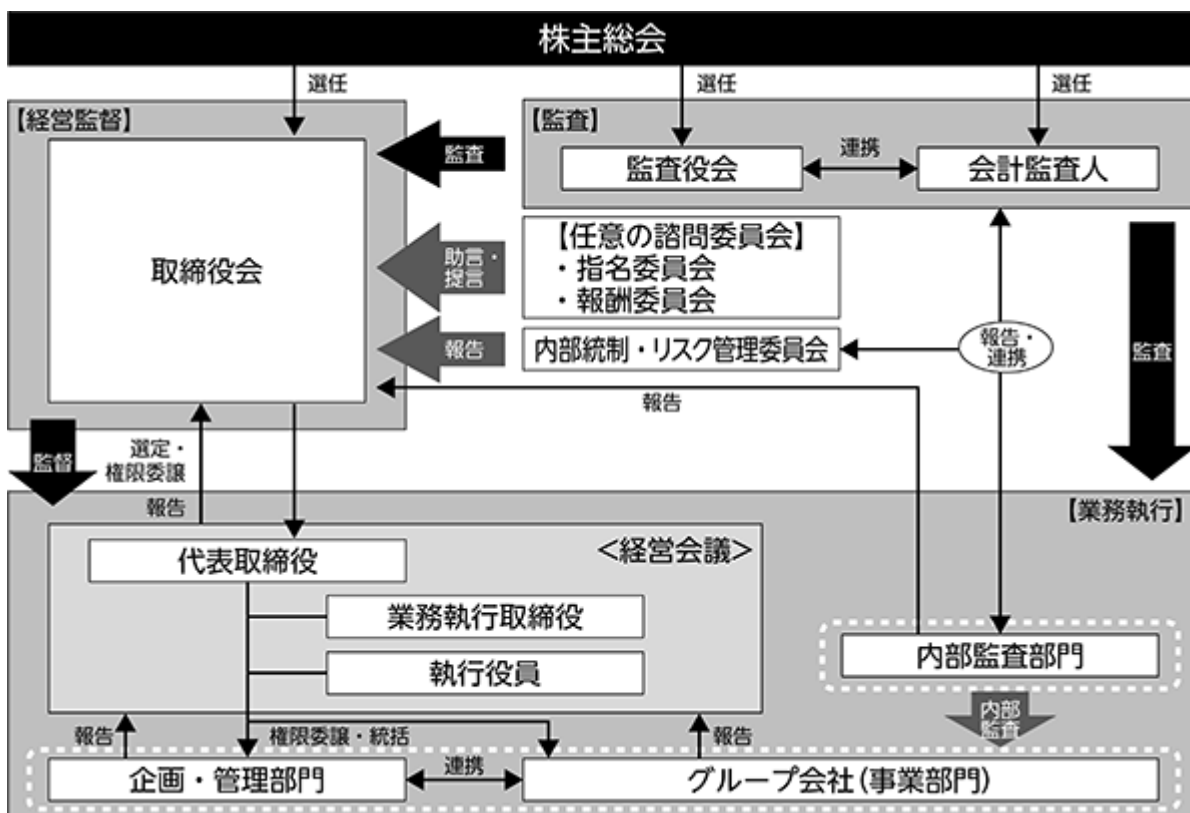 株主総会
選任
選任
選任
【経営監督】
取締役会
監査
【監査】
監査役会
連携
会計監査人
助言・
提言
【任意の諮問委員会】
・指名委員会
・報酬委員会
報告
内部統制・リスク管理委員会
報告・
連携
監査
報告
監督
選定・
権限委譲
報告
【業務執行】
<経営会議>
代表取締役
業務執行取締役
執行役員
内部監査部門
内部
監査
報告
権限委譲・統括
報告
企画・管理部門
連携
グループ会社(事業部門)